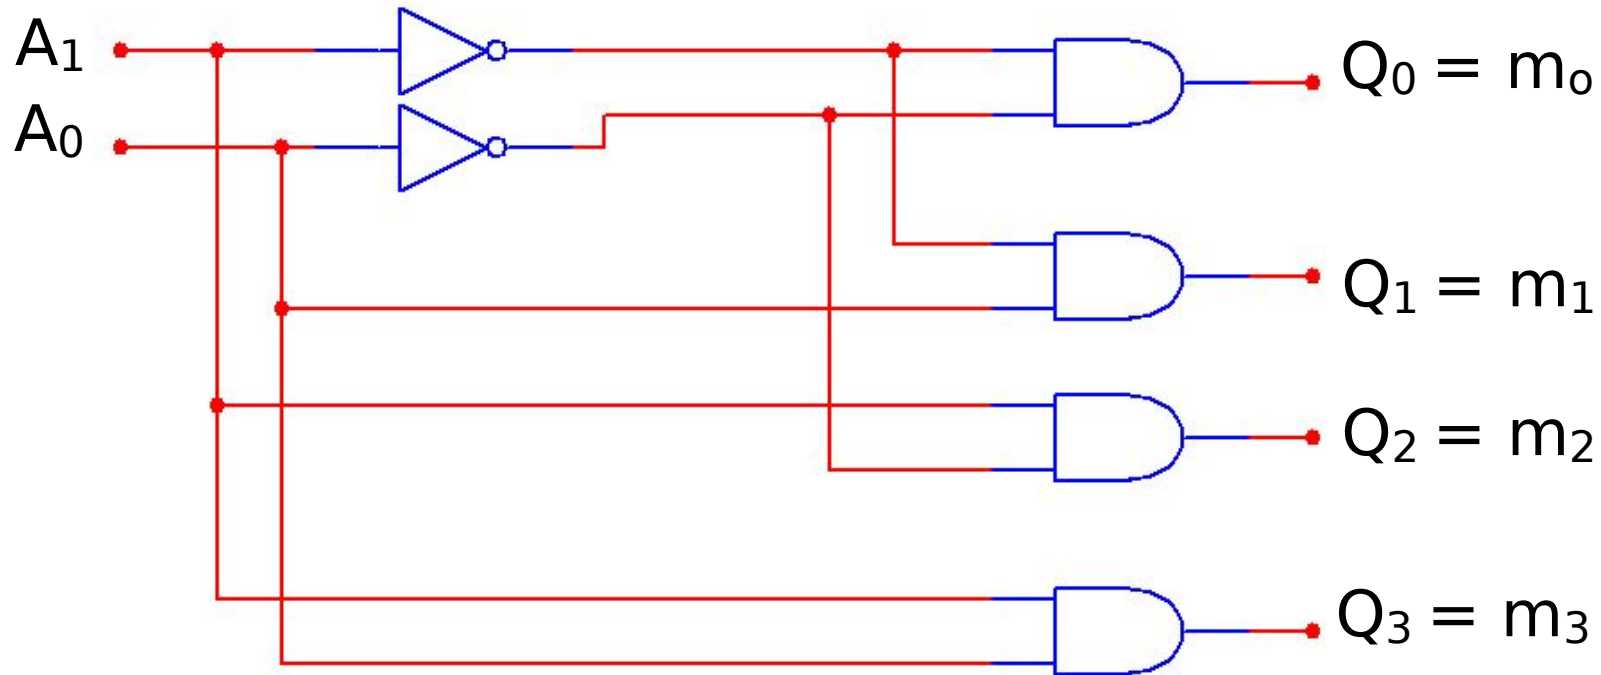 A₁
A₀
Q₀ = mₒ
Q₁ = m₁
Q₂ = m₂
Q₃ = m₃